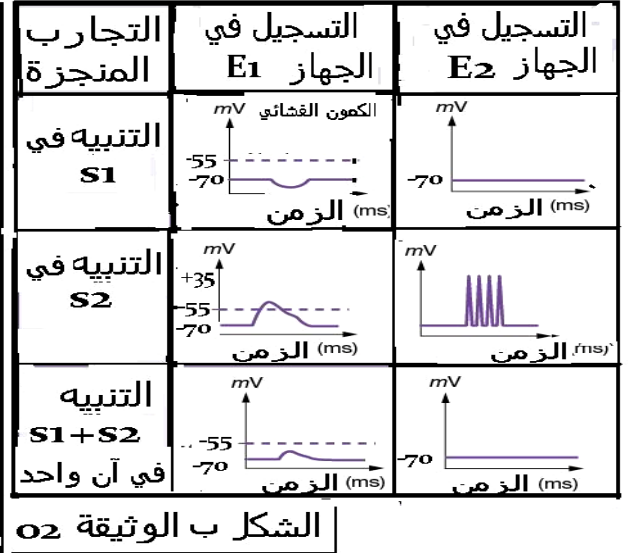 التجارب المنجزة
التسجيل في الجهاز E1
التسجيل في الجهاز E2
التنبيه في S1
mV
الكمون الغشائي
-55
-70
الزمن (ms)
mV
-70
الزمن (ms)
التنبيه في S2
mV
+35
-55
-70
الزمن (ms)
mV
الزمن (ms)
التنبيه
S1+S2
في آن واحد
mV
-55
-70
الزمن (ms)
mV
-70
الزمن (ms)
الشكل ب الوثيقة 02